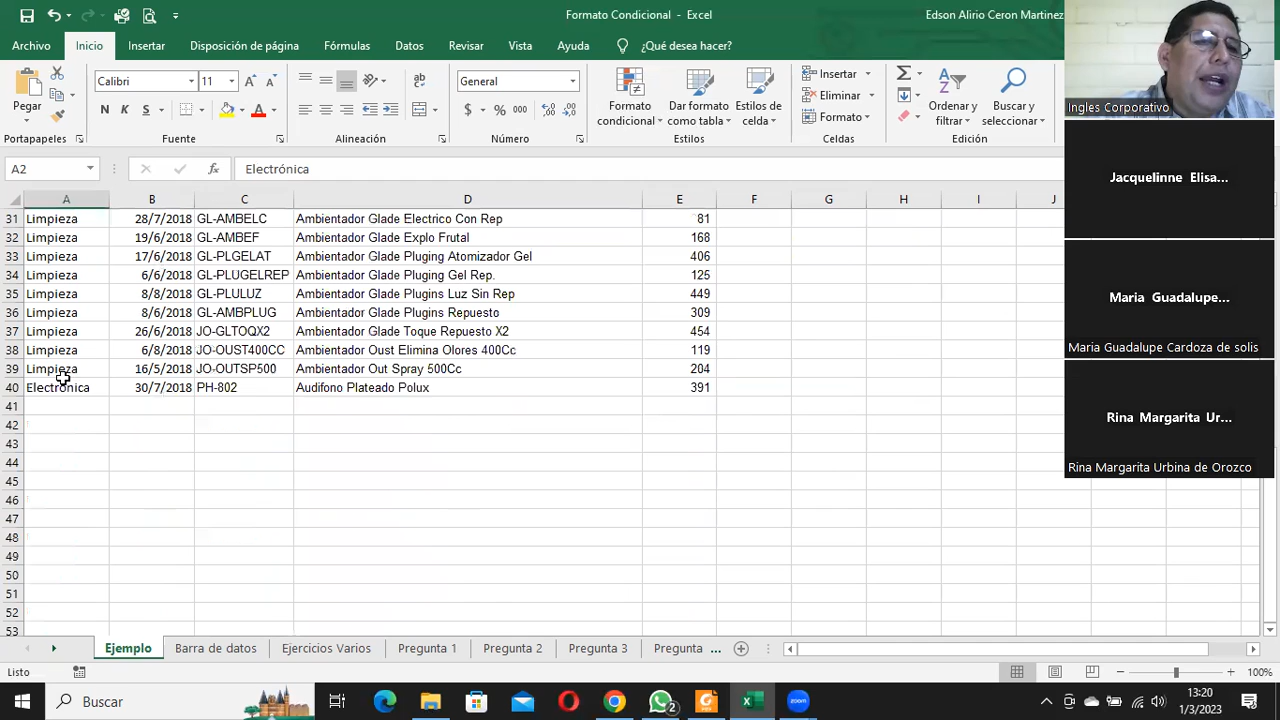 Formato Condicional - Excel
Edson Alirio Ceron Martinez
Archivo Inicio Insertar Disposición de página Fórmulas Datos Revisar Vista Ayuda ¿Qué desea hacer?
Pegar
Calibri 11
N K S
General
$ % 000
Formato condicional
Dar formato como tabla
Estilos de celda
Insertar
Eliminar
Formato
Ordenar y filtrar
Buscar y seleccionar
Portapapeles Fuente Alineación Número Estilos Celdas Edición
A2 fx Electrónica
A B C D E F G H I J
31 Limpieza 28/7/2018 GL-AMBELC Ambientador Glade Electrico Con Rep 81
32 Limpieza 19/6/2018 GL-AMBEF Ambientador Glade Explo Frutal 168
33 Limpieza 17/6/2018 GL-PLGELAT Ambientador Glade Pluging Atomizador Gel 406
34 Limpieza 6/6/2018 GL-PLUGELREP Ambientador Glade Pluging Gel Rep. 125
35 Limpieza 8/8/2018 GL-PLULUZ Ambientador Glade Plugins Luz Sin Rep 449
36 Limpieza 8/6/2018 GL-AMBPLUG Ambientador Glade Plugins Repuesto 309
37 Limpieza 26/6/2018 JO-GLTOQX2 Ambientador Glade Toque Repuesto X2 454
38 Limpieza 6/8/2018 JO-OUST400CC Ambientador Oust Elimina Olores 400Cc 119
39 Limpieza 16/5/2018 JO-OUTSP500 Ambientador Out Spray 500Cc 204
40 Electrónica 30/7/2018 PH-802 Audifono Plateado Polux 391
41
42
43
44
45
46
47
48
49
50
51
52
53
Ejemplo Barra de datos Ejercicios Varios Pregunta 1 Pregunta 2 Pregunta 3 Pregunta ...
Listo
100%
Buscar
2
13:20
1/3/2023
Ingles Corporativo
Jacquelinne Elisa...
Maria Guadalupe...
Maria Guadalupe Cardoza de solis
Rina Margarita Ur...
Rina Margarita Urbina de Orozco